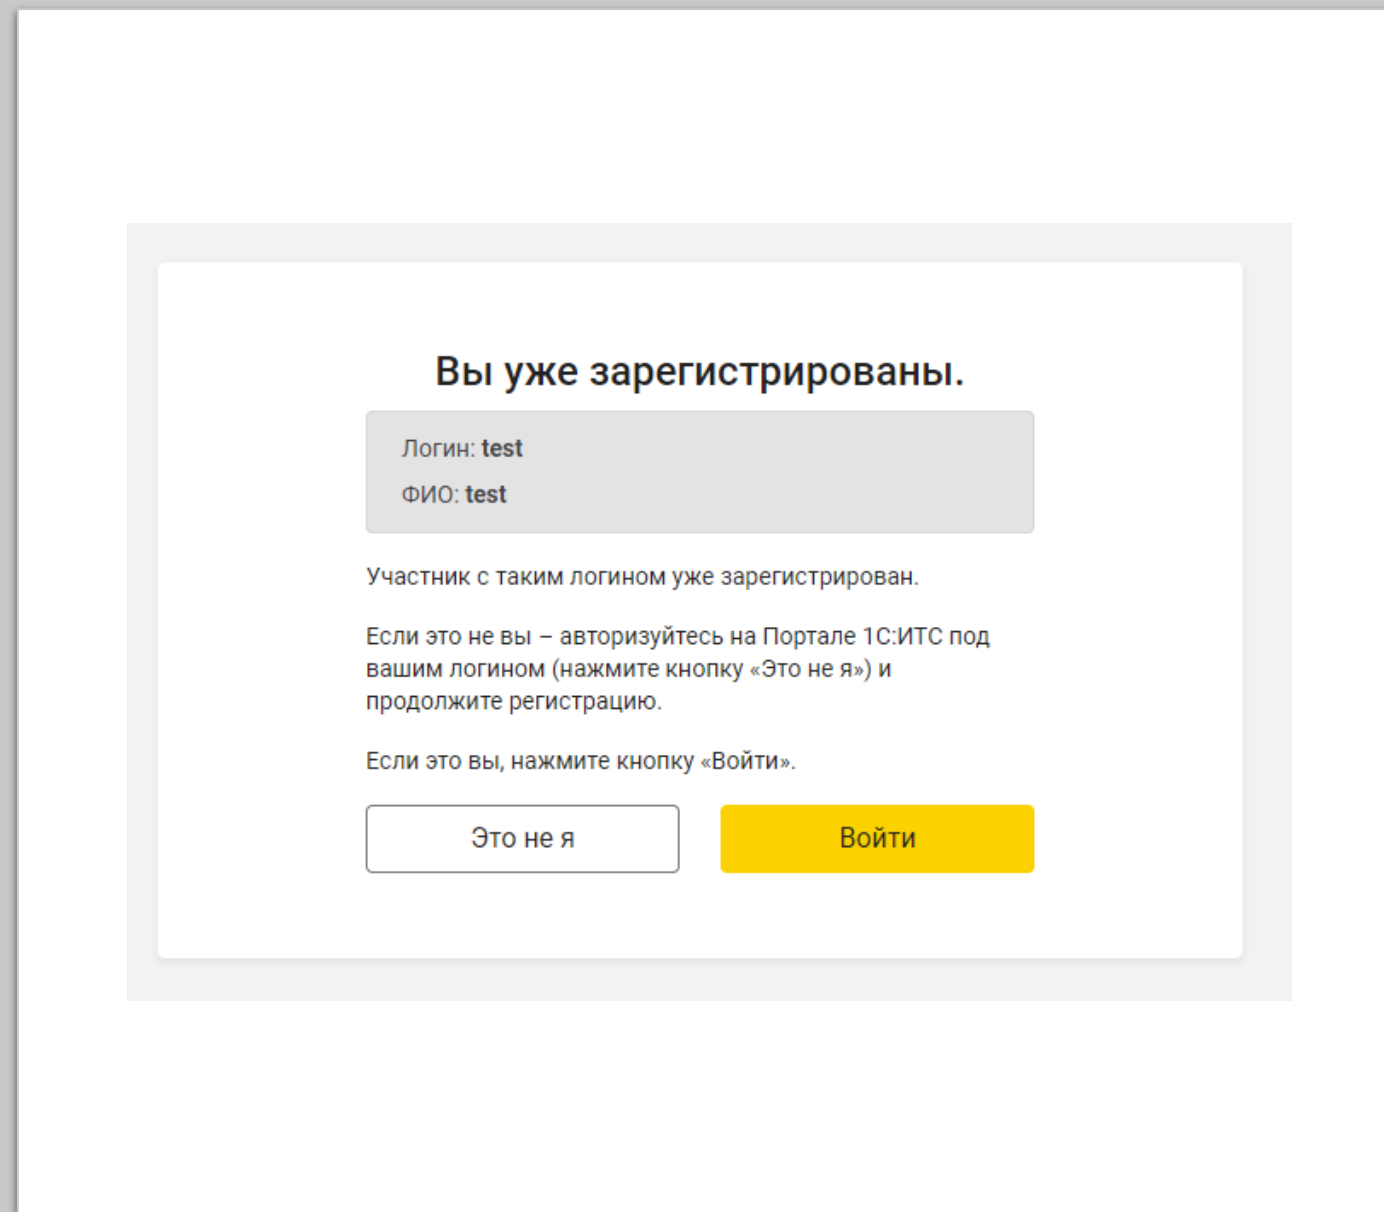 Вы уже зарегистрированы.
Логин: test
ФИО: test
Участник с таким логином уже зарегистрирован.
Если это не вы – авторизуйтесь на Портале 1С:ИТС под
вашим логином (нажмите кнопку «Это не я») и
продолжите регистрацию.
Если это вы, нажмите кнопку «Войти».
Это не я
Войти